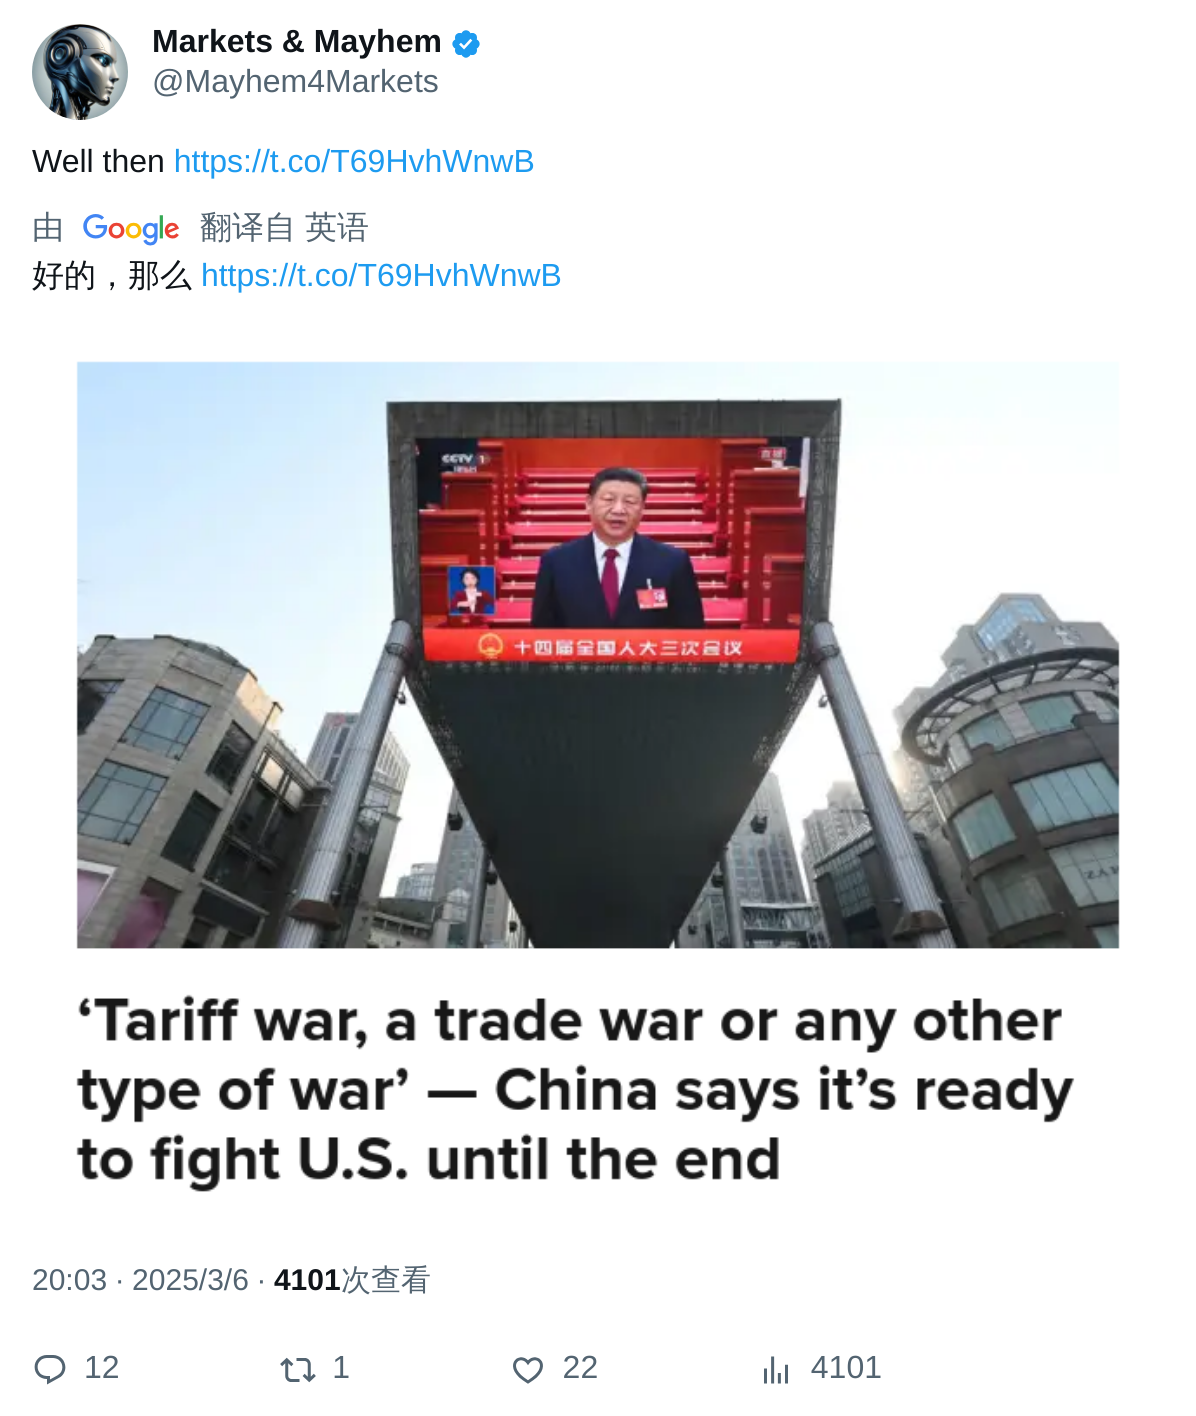 Markets & Mayhem
@Mayhem4Markets
Well then https://t.co/T69HvhWnwB
由 Google 翻译自 英语
好的，那么 https://t.co/T69HvhWnwB
CCTV 1
直播
十四届全国人大三次会议
‘Tariff war, a trade war or any other
type of war’ — China says it’s ready
to fight U.S. until the end
20:03 · 2025/3/6 · 4101次查看
12 1 22 4101